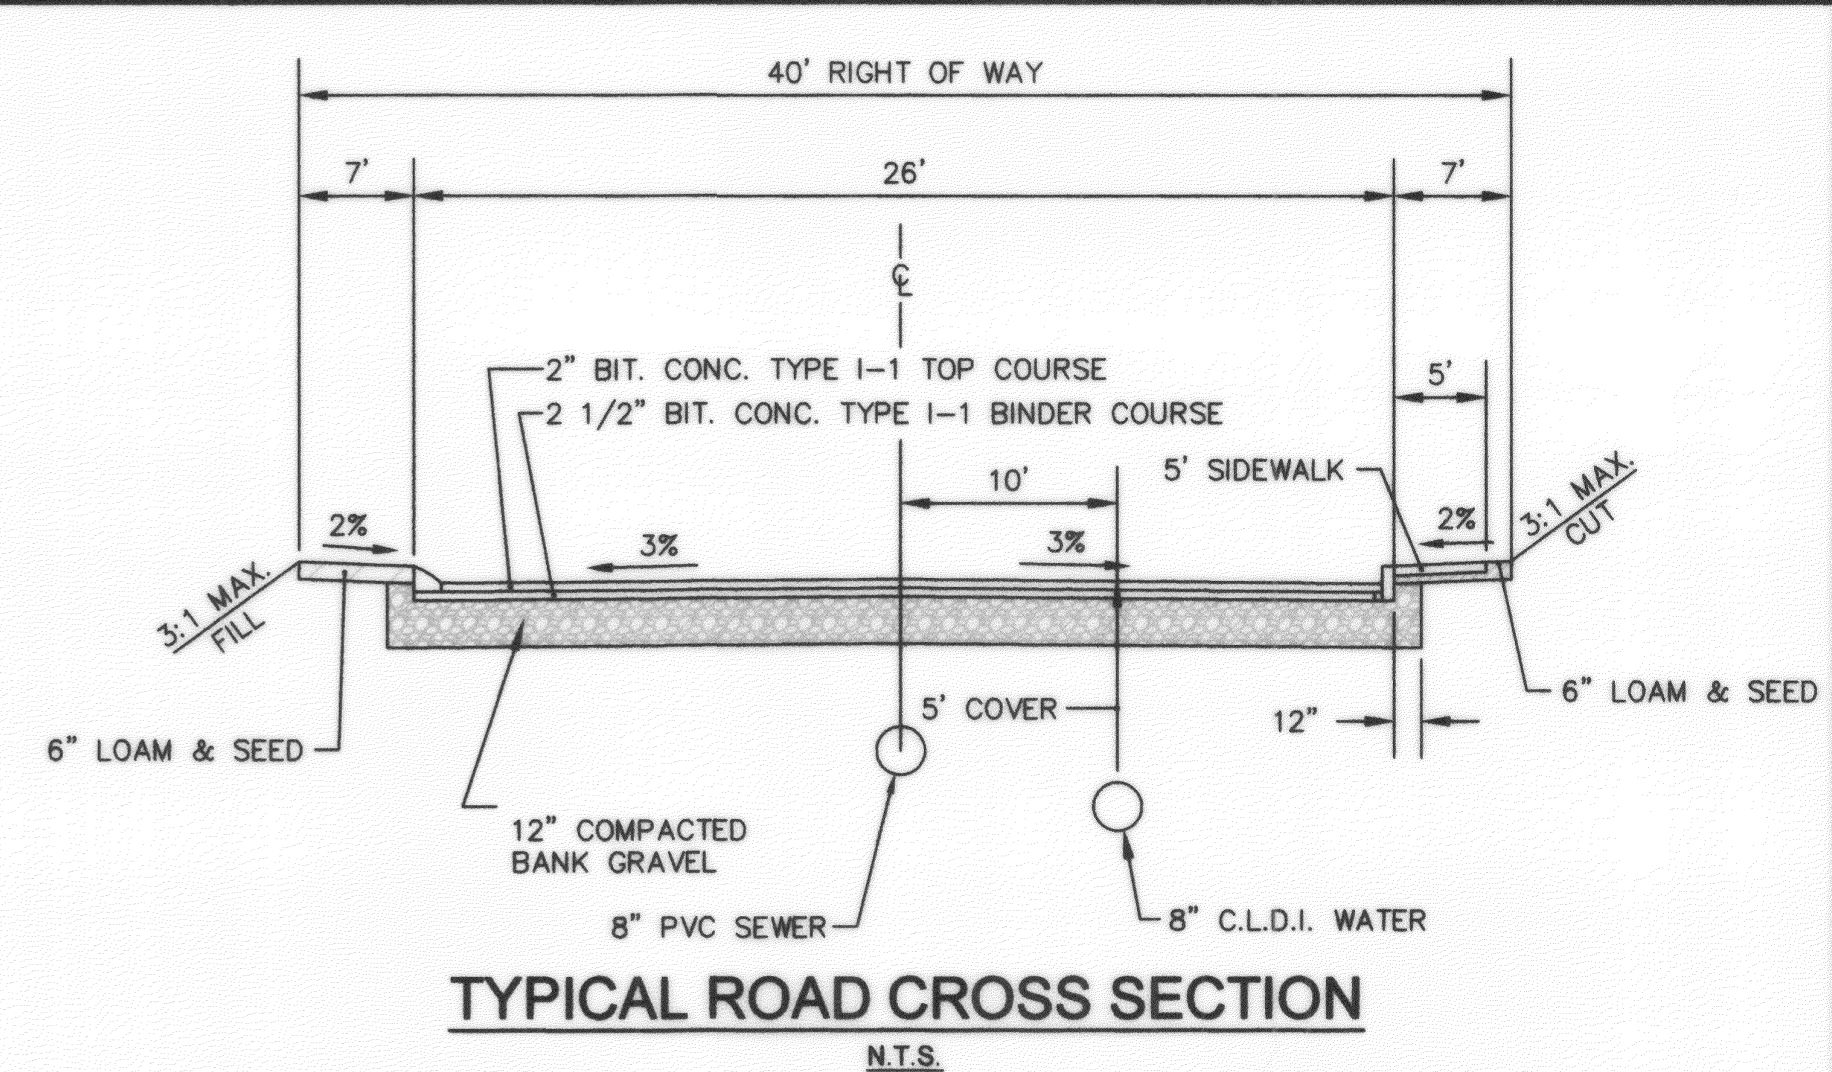 40' RIGHT OF WAY
7'
26'
7'
℄
2" BIT. CONC. TYPE I-1 TOP COURSE
2 1/2" BIT. CONC. TYPE I-1 BINDER COURSE
5'
10'
5' SIDEWALK
3:1 MAX.
CUT
2%
3%
3%
2%
3:1 MAX.
FILL
5' COVER
12"
6" LOAM & SEED
6" LOAM & SEED
12" COMPACTED
BANK GRAVEL
8" PVC SEWER
8" C.L.D.I. WATER
TYPICAL ROAD CROSS SECTION
N.T.S.